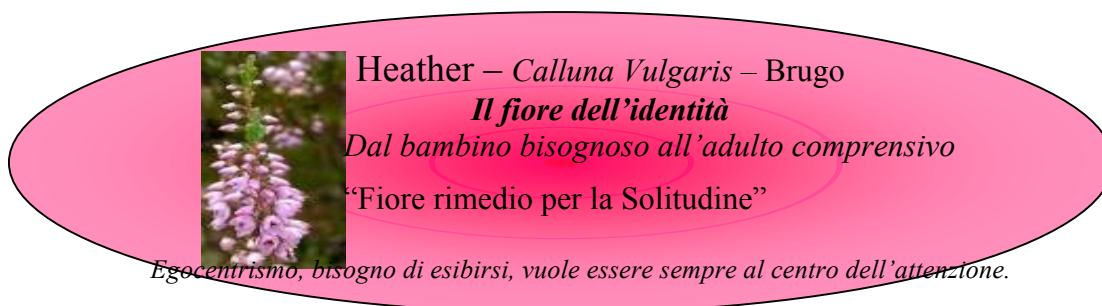 Heather – Calluna Vulgaris – Brugo
Il fiore dell’identità
Dal bambino bisognoso all’adulto comprensivo
“Fiore rimedio per la Solitudine”
Egocentrismo, bisogno di esibirsi, vuole essere sempre al centro dell’attenzione.